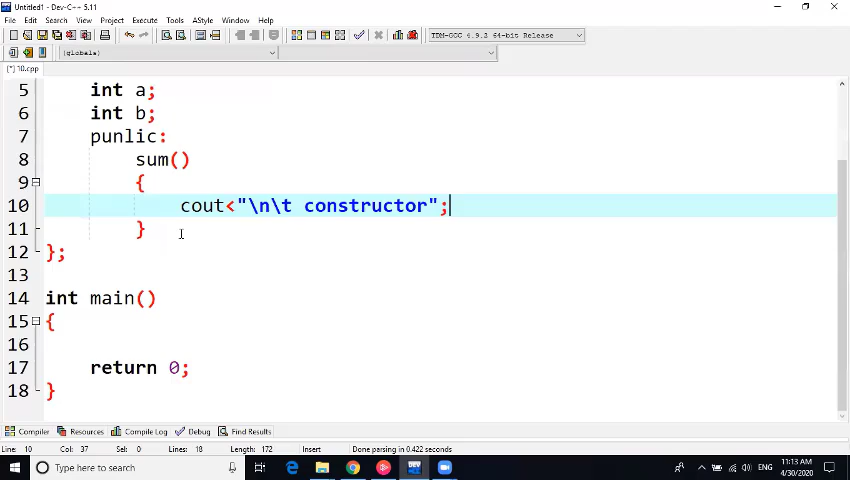 Untitled1 - Dev-C++ 5.11
File Edit Search View Project Execute Tools AStyle Window Help
TDM-GCC 4.9.2 64-bit Release
(globals)
[*] 10.cpp
5 int a;
6 int b;
7 punlic:
8 sum()
9 {
10 cout<"\n\t constructor";
11 }
12 };
13
14 int main()
15 {
16
17 return 0;
18 }
Compiler Resources Compile Log Debug Find Results
Line: 10 Col: 37 Sel: 0 Lines: 18 Length: 172 Insert Done parsing in 0.422 seconds
Type here to search
DEV
ENG
11:13 AM
4/30/2020